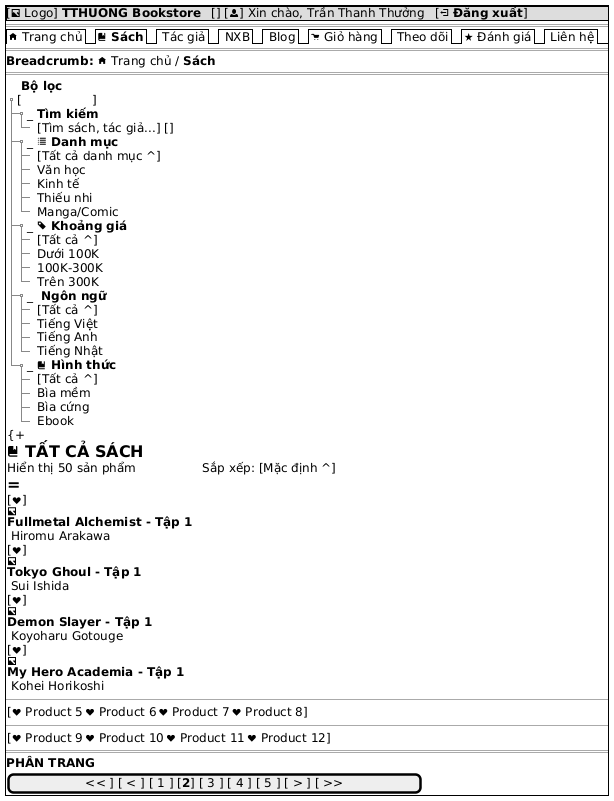 Logo] TTHUONG Bookstore [] [] Xin chào, Trần Thanh Thưởng [ Đăng xuất]
Trang chủ Sách Tác giả NXB Blog Giỏ hàng Theo dõi ★ Đánh giá Liên hệ
Breadcrumb: Trang chủ / Sách
Bộ lọc
[ ]
_ Tìm kiếm
[Tìm sách, tác giả...] []
_ Danh mục
[Tất cả danh mục ^]
Văn học
Kinh tế
Thiếu nhi
Manga/Comic
_ Khoảng giá
[Tất cả ^]
Dưới 100K
100K-300K
Trên 300K
_ Ngôn ngữ
[Tất cả ^]
Tiếng Việt
Tiếng Anh
Tiếng Nhật
_ Hình thức
[Tất cả ^]
Bìa mềm
Bìa cứng
Ebook
{+
TẤT CẢ SÁCH
Hiển thị 50 sản phẩm Sắp xếp: [Mặc định ^]
=
[♥]
Fullmetal Alchemist - Tập 1
Hiromu Arakawa
[♥]
Tokyo Ghoul - Tập 1
Sui Ishida
[♥]
Demon Slayer - Tập 1
Koyoharu Gotouge
[♥]
My Hero Academia - Tập 1
Kohei Horikoshi
[♥ Product 5 ♥ Product 6 ♥ Product 7 ♥ Product 8]
[♥ Product 9 ♥ Product 10 ♥ Product 11 ♥ Product 12]
PHÂN TRANG
<< ] [ < ] [ 1 ] [2] [ 3 ] [ 4 ] [ 5 ] [ > ] [ >>